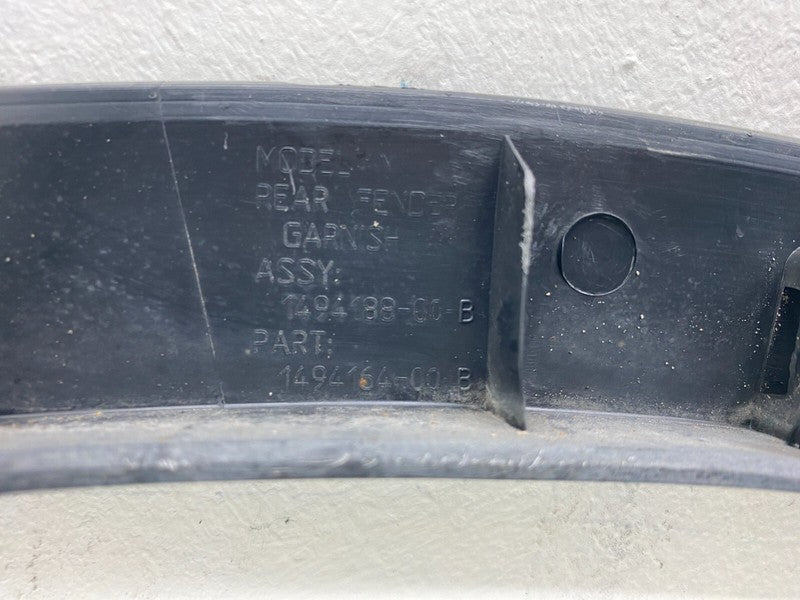 MODEL Y
REAR FENDER
GARNISH
ASSY:
1494188-00-B
PART:
1494164-00-B